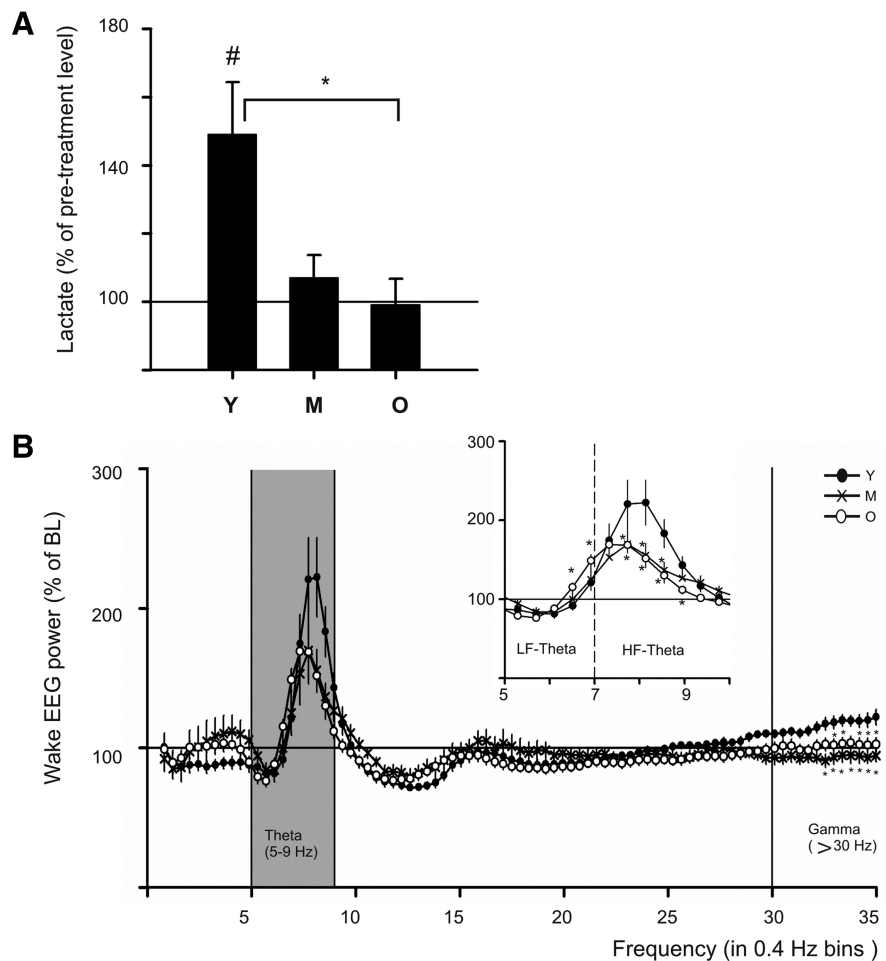 A
Lactate (% of pre-treatment level)
180
140
100
#
*
Y M O
B
Wake EEG power (% of BL)
300
200
100
Theta
(5-9 Hz)
300
200
100
* * * * * * * * *
LF-Theta HF-Theta
5 7 9
Y
M
O
Gamma
( >30 Hz)
5 10 15 20 25 30 35
Frequency (in 0.4 Hz bins )